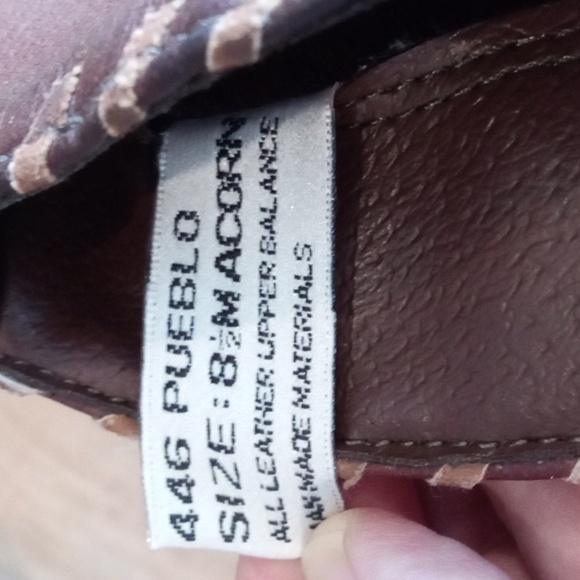 446 PUEBLO
SIZE: 8½M ACORN
ALL LEATHER UPPER BALANCE
MAN MADE MATERIALS